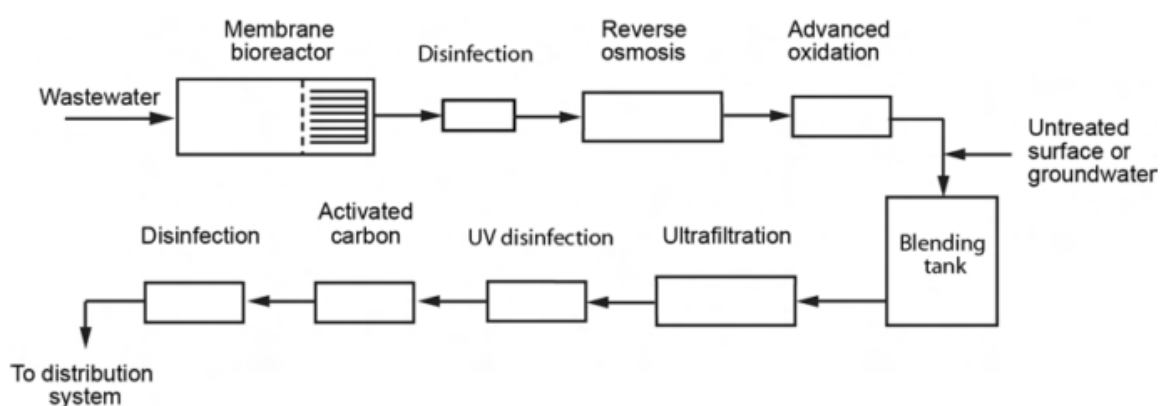 Membrane
bioreactor
Disinfection
Reverse
osmosis
Advanced
oxidation
Wastewater
Untreated
surface or
groundwater
Disinfection
Activated
carbon
UV disinfection
Ultrafiltration
Blending
tank
To distribution
system